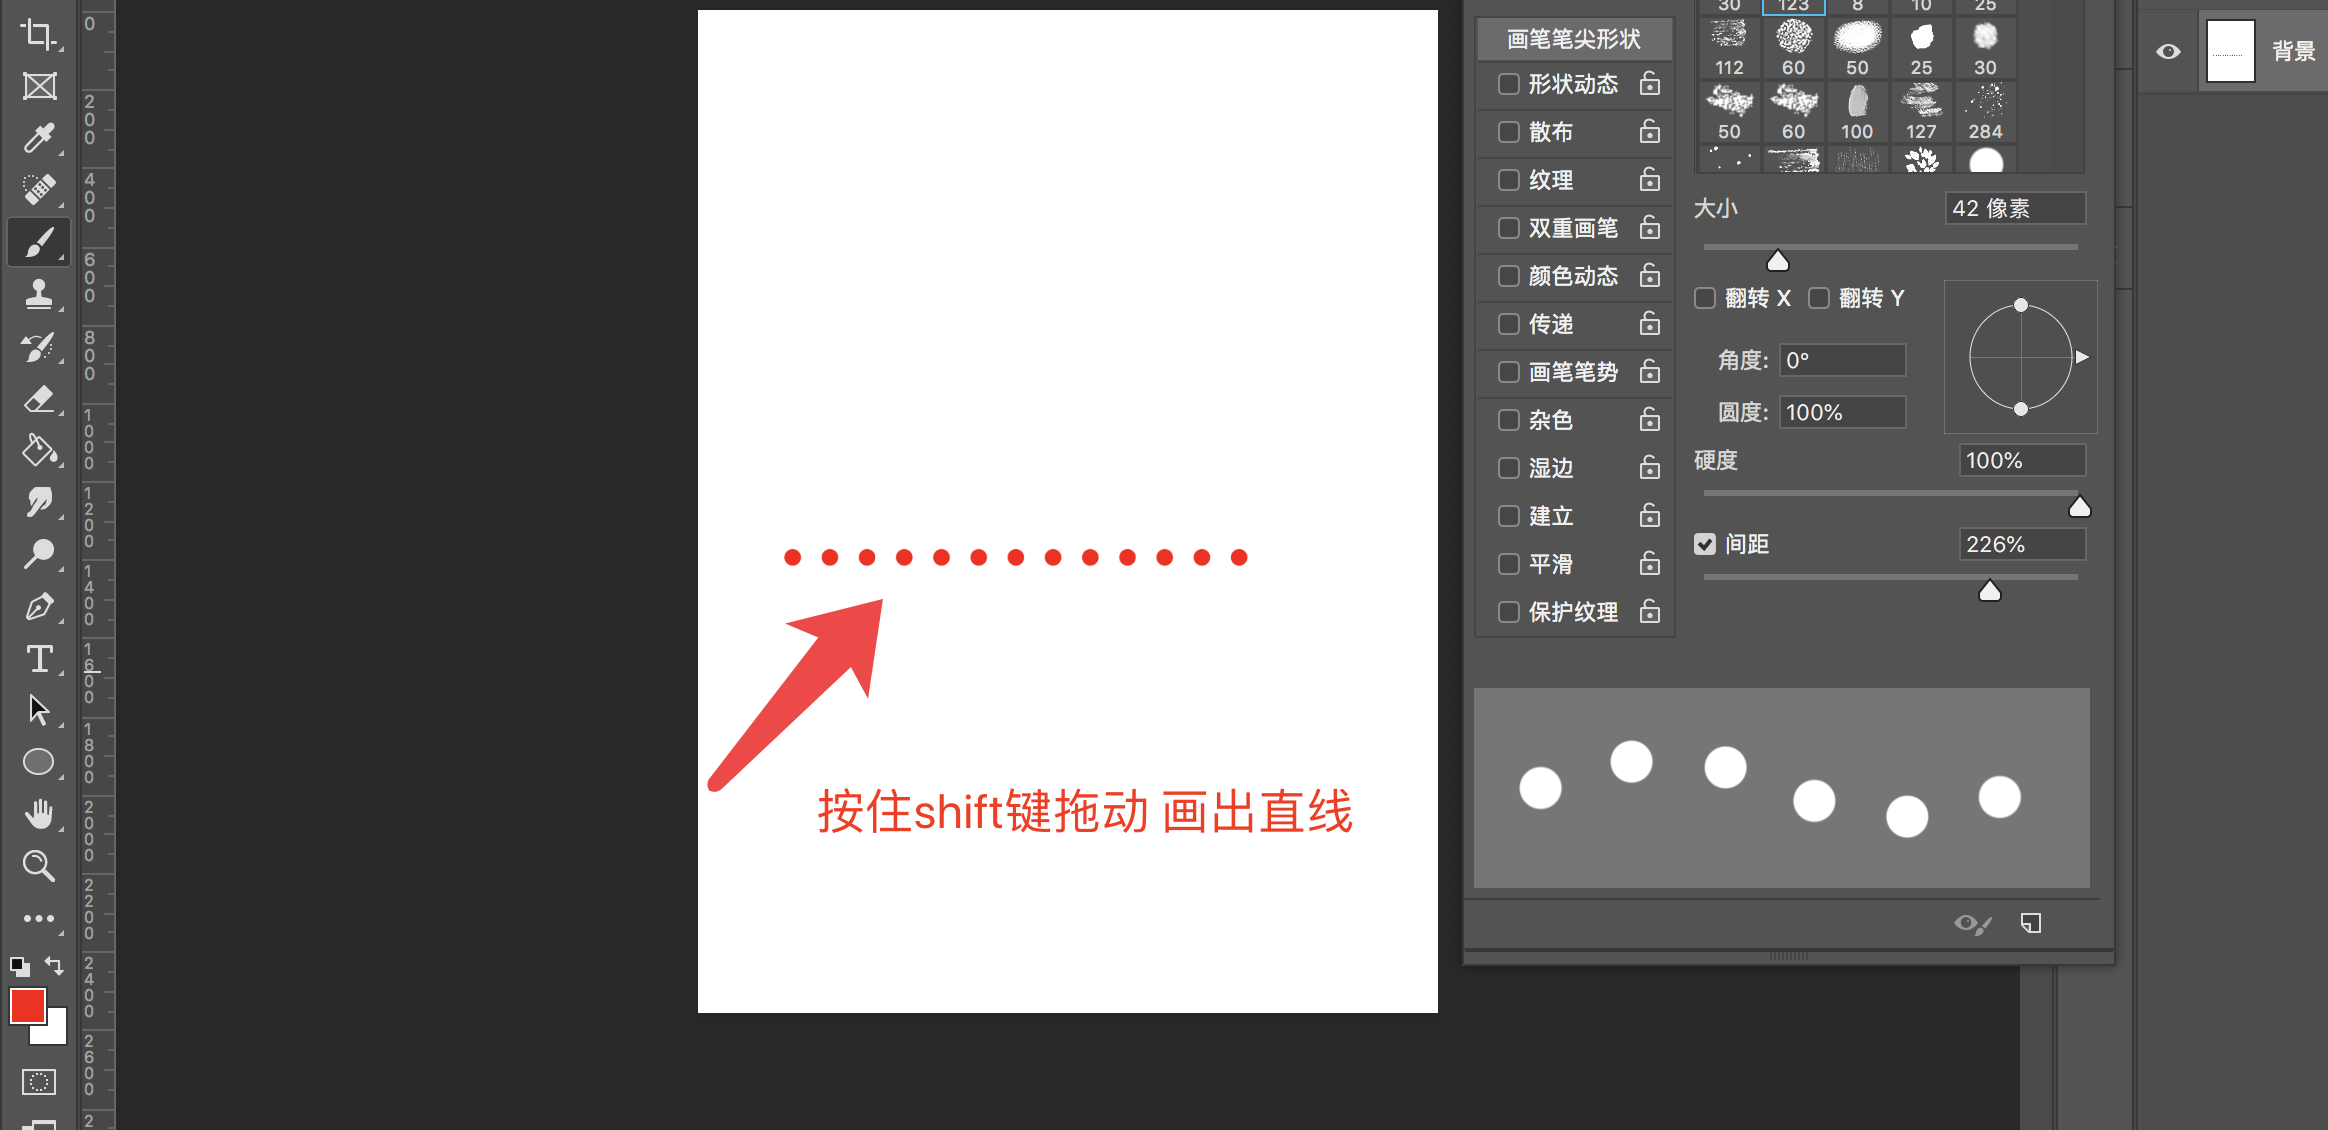 30 123 8 10 25
画笔笔尖形状
112 60 50 25 30
形状动态
50 60 100 127 284
散布
纹理
大小 42 像素
双重画笔
颜色动态
翻转 X 翻转 Y
传递
角度: 0°
画笔笔势
圆度: 100%
杂色
硬度 100%
湿边
建立
间距 226%
平滑
保护纹理
背景
按住shift键拖动 画出直线
0
200
400
600
800
1000
1200
1400
1600
1800
2000
2200
2400
2600
2